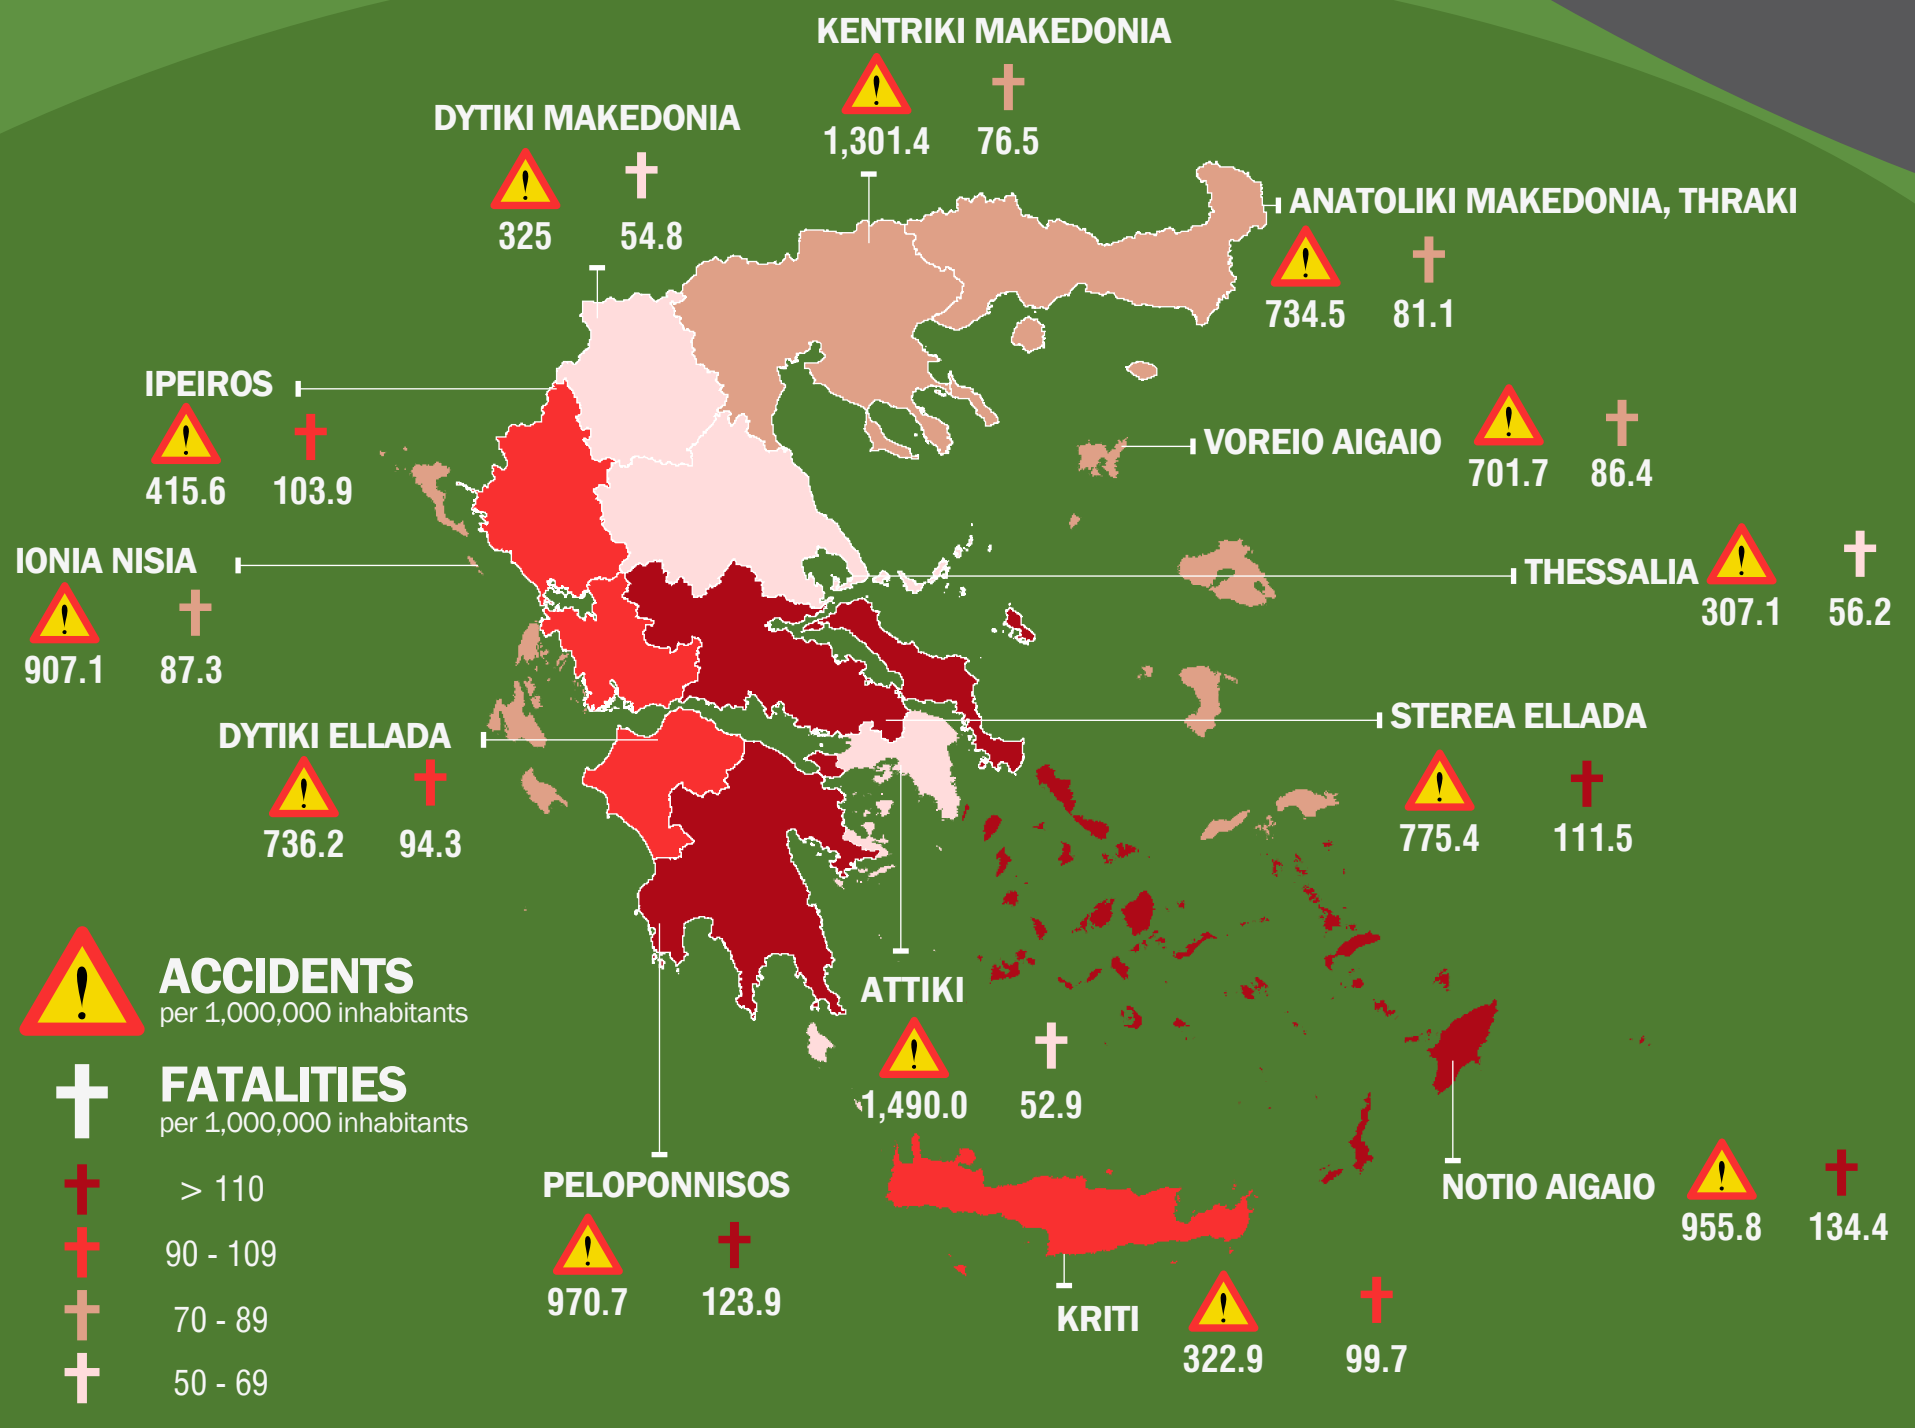 KENTRIKI MAKEDONIA
1,301.4 76.5
DYTIKI MAKEDONIA
325 54.8
ANATOLIKI MAKEDONIA, THRAKI
734.5 81.1
IPEIROS
415.6 103.9
VOREIO AIGAIO
701.7 86.4
IONIA NISIA
907.1 87.3
THESSALIA
307.1 56.2
DYTIKI ELLADA
736.2 94.3
STEREA ELLADA
775.4 111.5
ATTIKI
1,490.0 52.9
PELOPONNISOS
970.7 123.9
NOTIO AIGAIO
955.8 134.4
KRITI
322.9 99.7
ACCIDENTS
per 1,000,000 inhabitants
FATALITIES
per 1,000,000 inhabitants
> 110
90 - 109
70 - 89
50 - 69